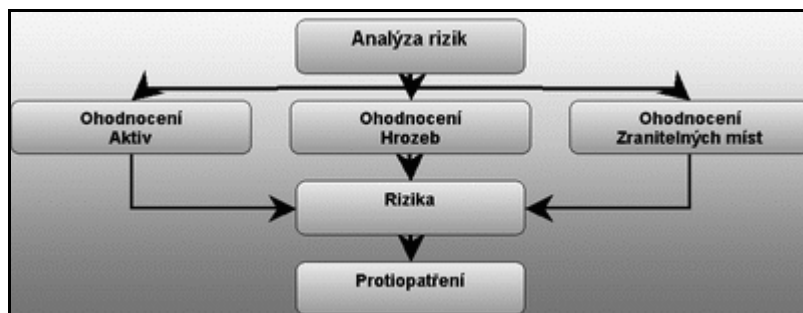 Analýza rizik
Ohodnocení
Aktiv
Ohodnocení
Hrozeb
Ohodnocení
Zranitelných míst
Rizika
Protiopatření